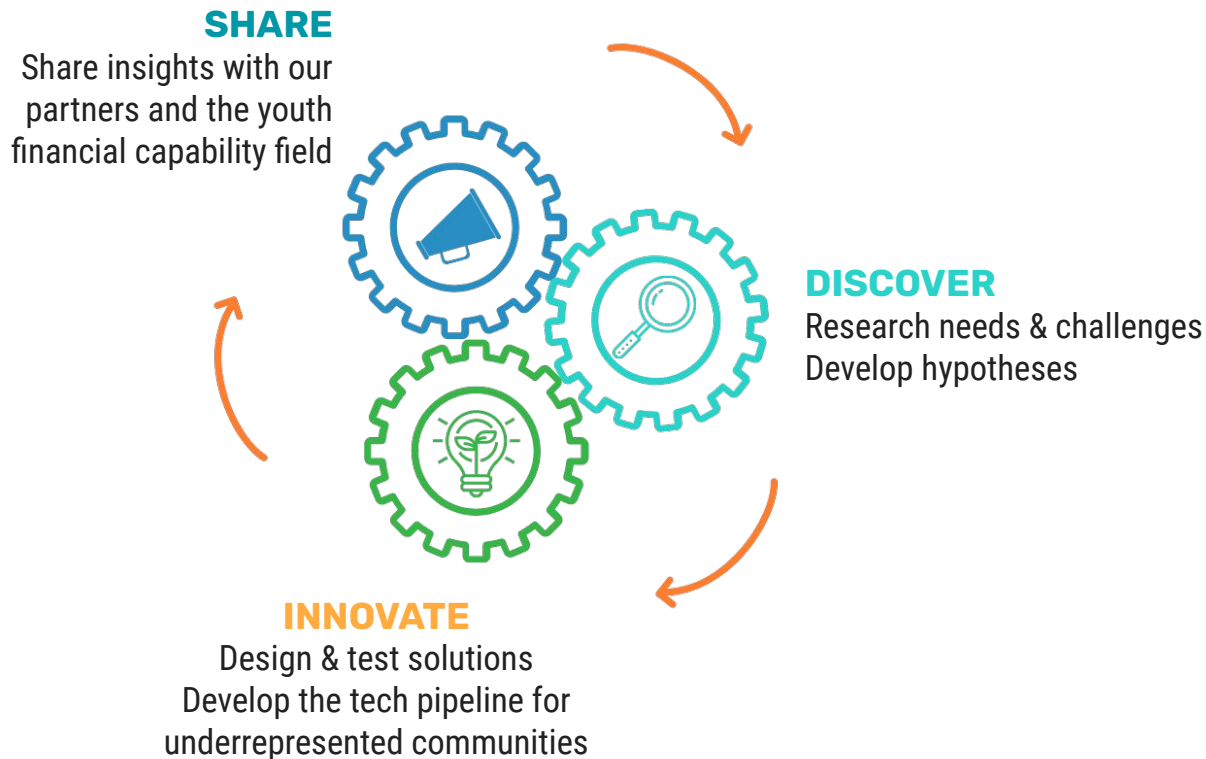 SHARE
Share insights with our
partners and the youth
financial capability field
DISCOVER
Research needs & challenges
Develop hypotheses
INNOVATE
Design & test solutions
Develop the tech pipeline for
underrepresented communities